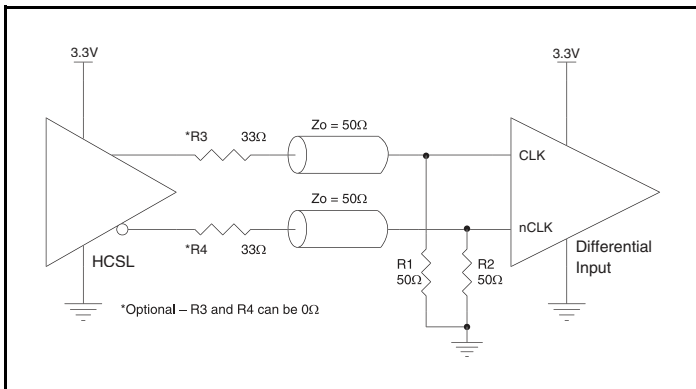 3.3V
3.3V
*R3 33Ω
Zo = 50Ω
CLK
Zo = 50Ω
nCLK
*R4 33Ω
HCSL
R1
50Ω
R2
50Ω
Differential
Input
*Optional – R3 and R4 can be 0Ω